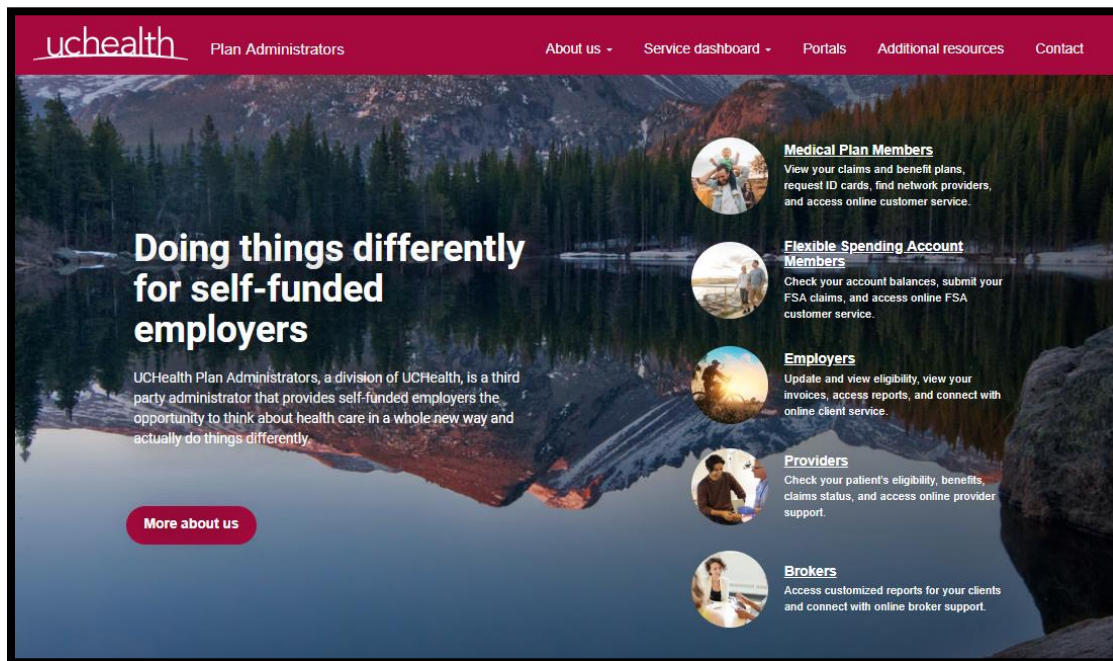 uchealth Plan Administrators
About us Service dashboard Portals Additional resources Contact
Doing things differently
for self-funded
employers
UCHealth Plan Administrators, a division of UCHealth, is a third
party administrator that provides self-funded employers the
opportunity to think about health care in a whole new way and
actually do things differently.
More about us
Medical Plan Members
View your claims and benefit plans,
request ID cards, find network providers,
and access online customer service.
Flexible Spending Account
Members
Check your account balances, submit your
FSA claims, and access online FSA
customer service.
Employers
Update and view eligibility, view your
invoices, access reports, and connect with
online client service.
Providers
Check your patient's eligibility, benefits,
claims status, and access online provider
support.
Brokers
Access customized reports for your clients
and connect with online broker support.